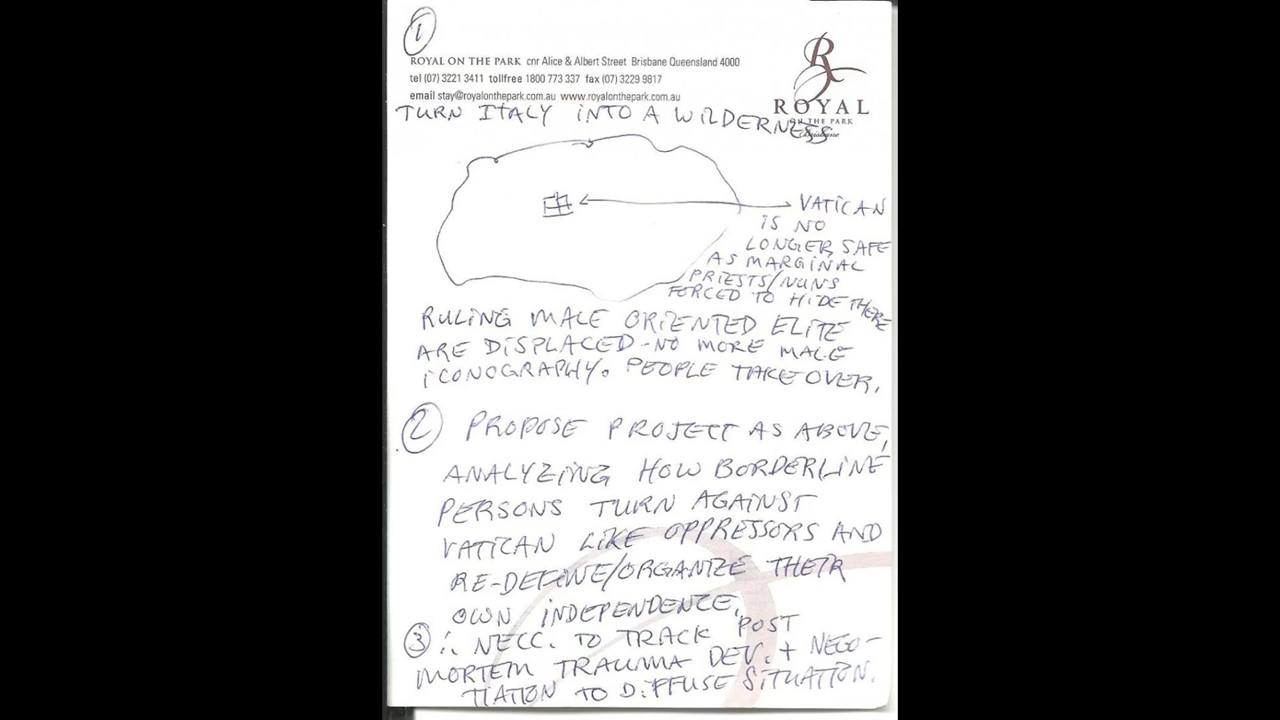 ①
ROYAL ON THE PARK cnr Alice & Albert Street Brisbane Queensland 4000
tel (07) 3221 3411 tollfree 1800 773 337 fax (07) 3229 9817
email stay@royalonthepark.com.au www.royalonthepark.com.au
R
ROYAL
ON THE PARK
Brisbane
TURN ITALY INTO A WILDERNESS
VATICAN
IS NO
LONGER SAFE
AS MARGINAL
PRIESTS/NUNS
FORCED TO HIDE THERE
RULING MALE ORIENTED ELITE
ARE DISPLACED - NO MORE MALE
ICONOGRAPHY. PEOPLE TAKE OVER.
② PROPOSE PROJECT AS ABOVE,
ANALYZING HOW BORDERLINE
PERSONS TURN AGAINST
VATICAN LIKE OPPRESSORS AND
RE-DEFINE/ORGANIZE THEIR
OWN INDEPENDENCE.
③ ∴ NECC. TO TRACK POST
MORTEM TRAUMA DEV. + NEGO-
TIATION TO DIFFUSE SITUATION.